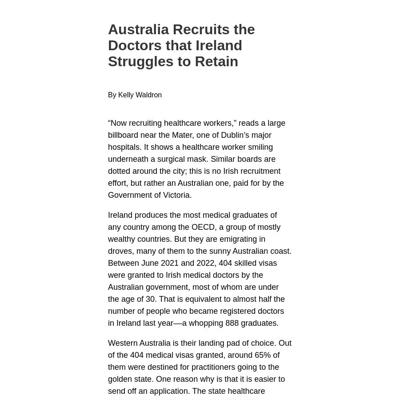 Australia Recruits the
Doctors that Ireland
Struggles to Retain
By Kelly Waldron
“Now recruiting healthcare workers,” reads a large
billboard near the Mater, one of Dublin’s major
hospitals. It shows a healthcare worker smiling
underneath a surgical mask. Similar boards are
dotted around the city; this is no Irish recruitment
effort, but rather an Australian one, paid for by the
Government of Victoria.
Ireland produces the most medical graduates of
any country among the OECD, a group of mostly
wealthy countries. But they are emigrating in
droves, many of them to the sunny Australian coast.
Between June 2021 and 2022, 404 skilled visas
were granted to Irish medical doctors by the
Australian government, most of whom are under
the age of 30. That is equivalent to almost half the
number of people who became registered doctors
in Ireland last year—a whopping 888 graduates.
Western Australia is their landing pad of choice. Out
of the 404 medical visas granted, around 65% of
them were destined for practitioners going to the
golden state. One reason why is that it is easier to
send off an application. The state healthcare